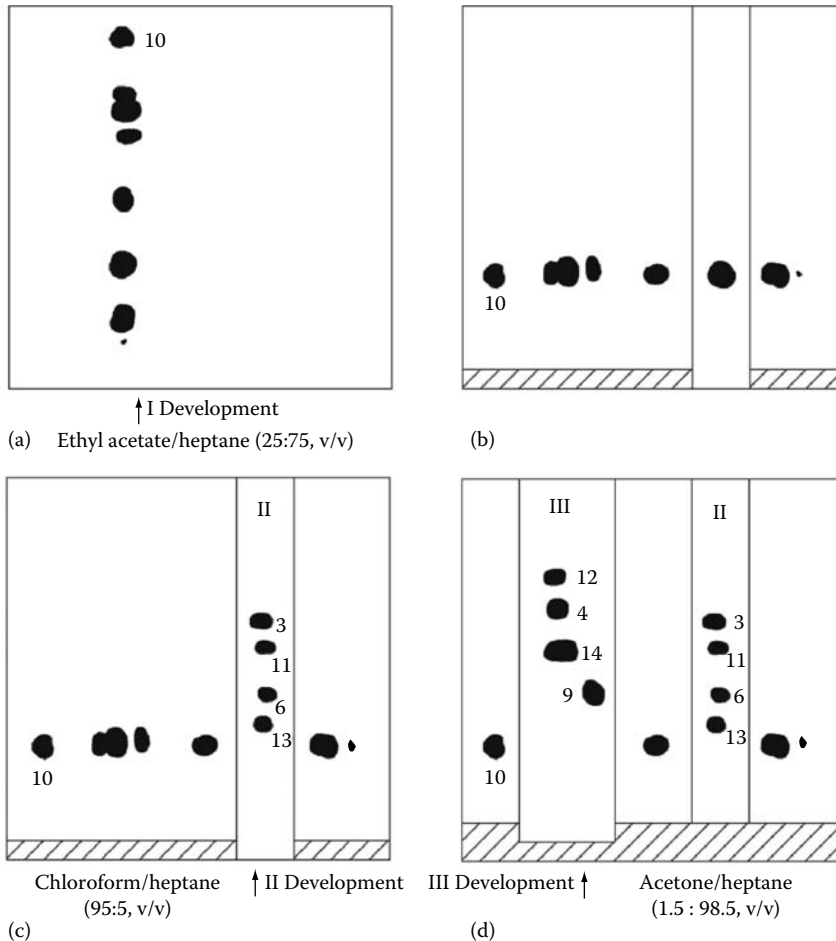 10
↑ I Development
(a) Ethyl acetate/heptane (25:75, v/v)
10
(b)
II
3
11
6
13
10
Chloroform/heptane
(95:5, v/v)
↑ II Development
(c)
III
II
12
4
14
9
3
11
6
13
10
III Development ↑
Acetone/heptane
(1.5 : 98.5, v/v)
(d)